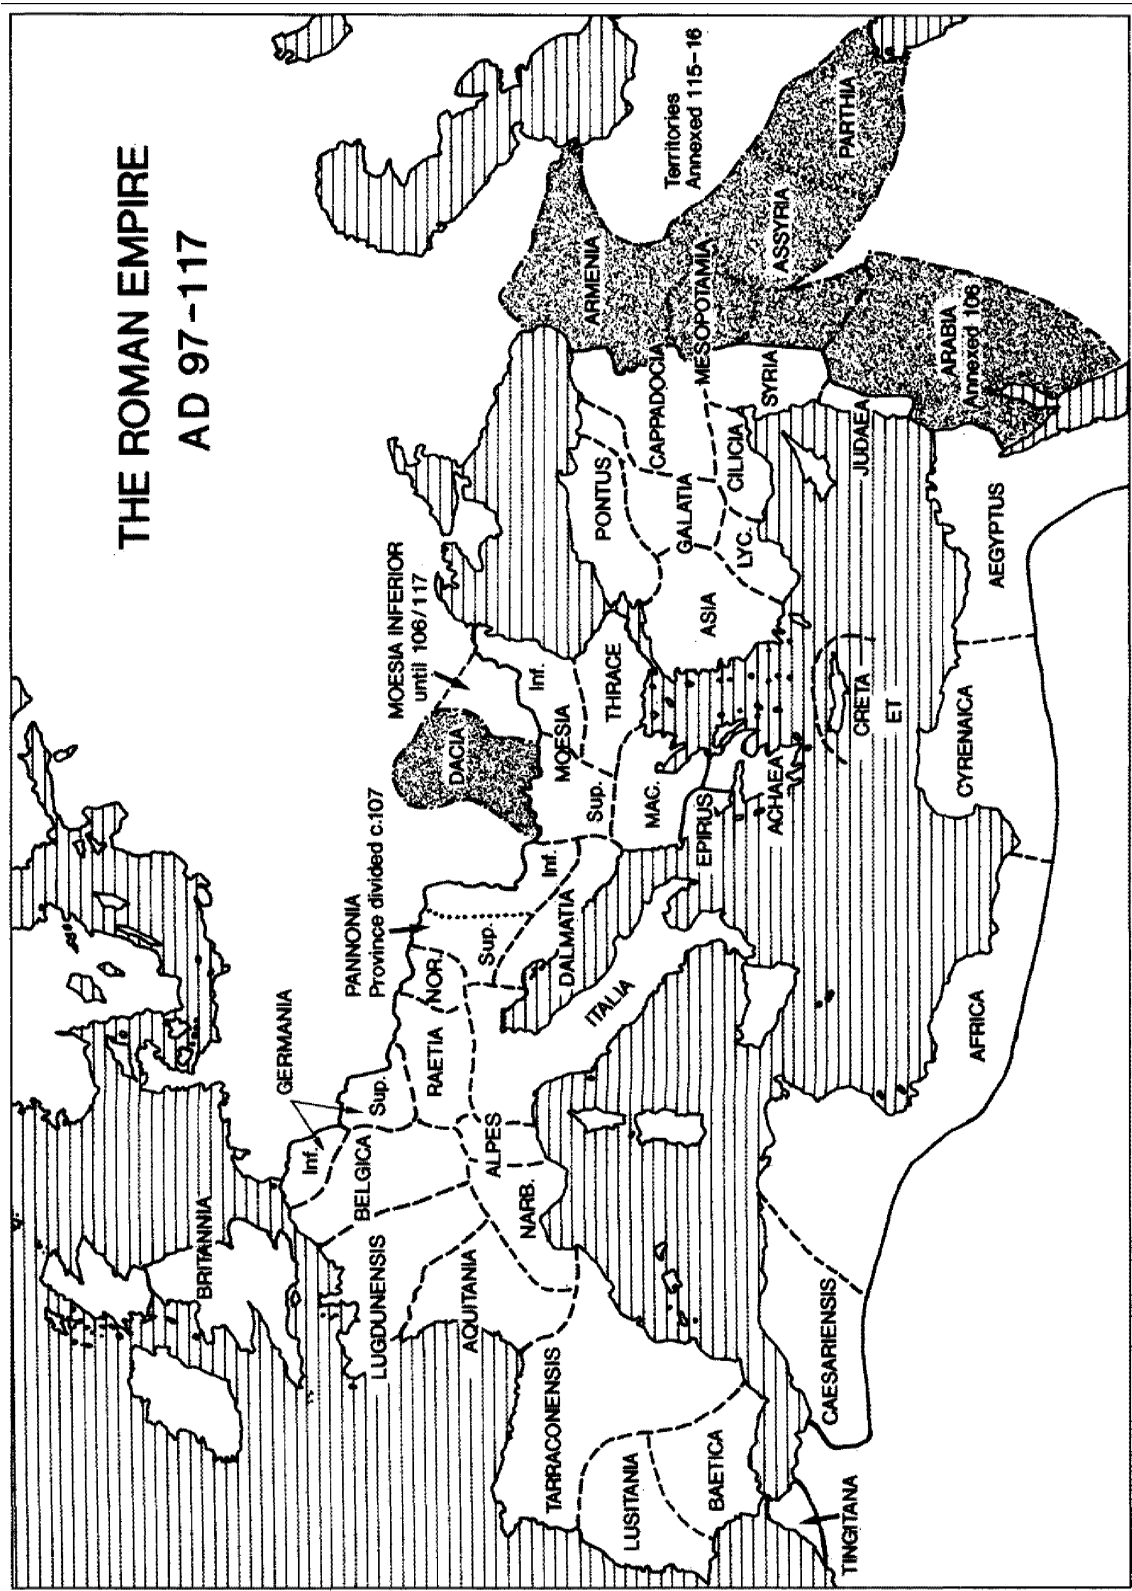 THE ROMAN EMPIRE
AD 97-117
BRITANNIA
GERMANIA
Inf.
Sup.
BELGICA
LUGDUNENSIS
AQUITANIA
NARB.
ALPES
RAETIA
NOR.
PANNONIA
Province divided c.107
Sup.
Inf.
DALMATIA
ITALIA
TARRACONENSIS
LUSITANIA
BAETICA
TINGITANA
CAESARIENSIS
AFRICA
MOESIA INFERIOR
until 106/117
DACIA
MOESIA
Inf.
Sup.
THRACE
MAC.
EPIRUS
ACHAEA
CRETA
ET
CYRENAICA
AEGYPTUS
ASIA
LYC.
PONTUS
GALATIA
CAPPADOCIA
CILICIA
SYRIA
JUDAEA
ARMENIA
MESOPOTAMIA
ASSYRIA
PARTHIA
Territories
Annexed 115-16
ARABIA
Annexed 106